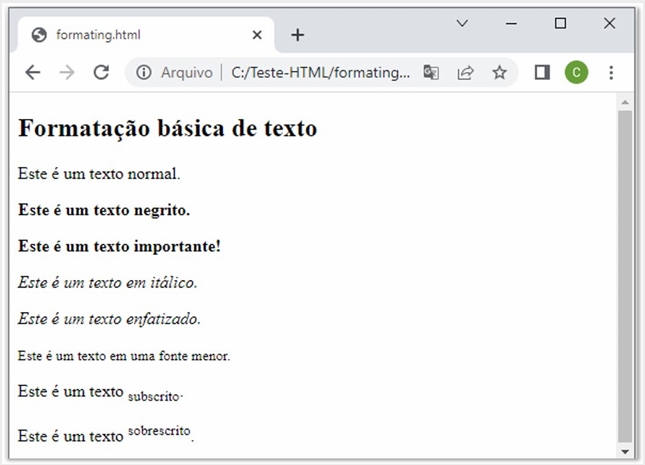 formating.html
Arquivo | C:/Teste-HTML/formating...
C
Formatação básica de texto
Este é um texto normal.
Este é um texto negrito.
Este é um texto importante!
Este é um texto em itálico.
Este é um texto enfatizado.
Este é um texto em uma fonte menor.
Este é um texto subscrito.
Este é um texto sobrescrito.